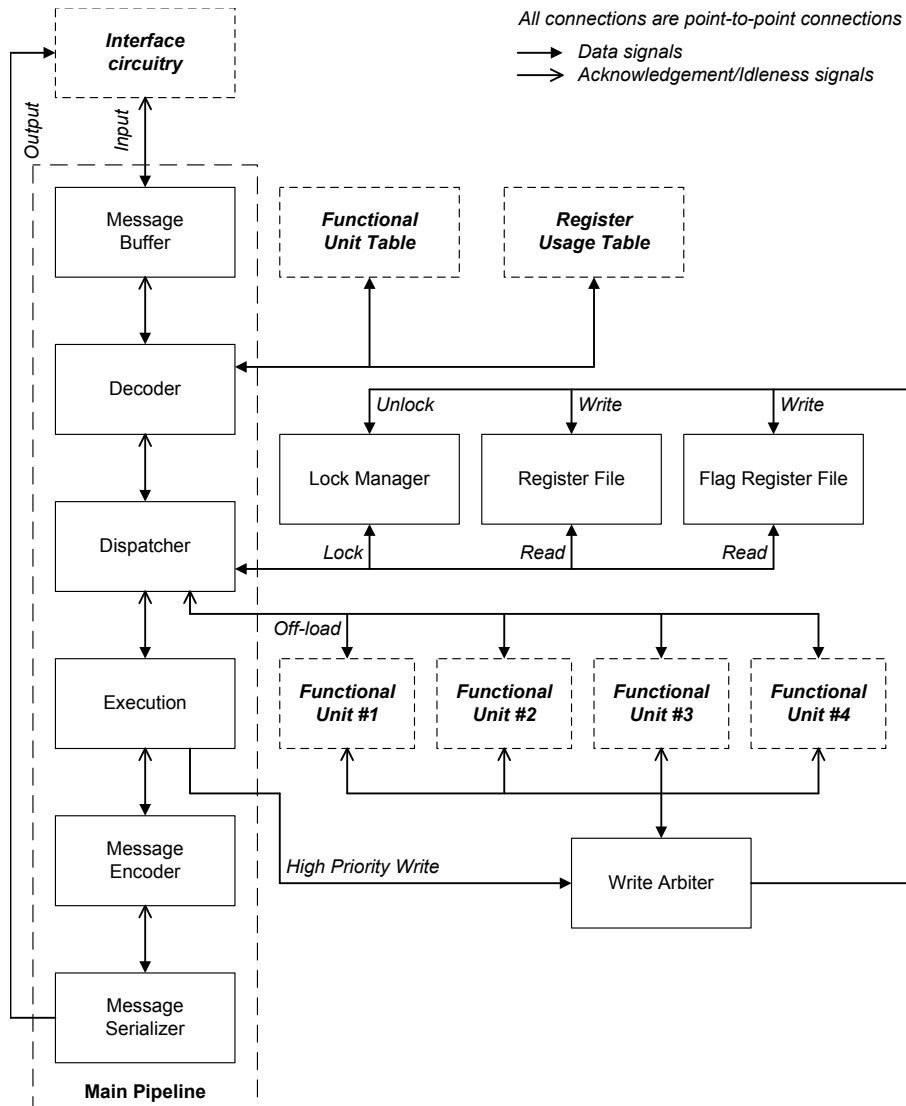 All connections are point-to-point connections
Data signals
Acknowledgement/Idleness signals
Interface
circuitry
Output
Input
Message
Buffer
Functional
Unit Table
Register
Usage Table
Decoder
Unlock
Write
Write
Lock Manager
Register File
Flag Register File
Dispatcher
Lock
Read
Read
Off-load
Execution
Functional
Unit #1
Functional
Unit #2
Functional
Unit #3
Functional
Unit #4
Message
Encoder
High Priority Write
Write Arbiter
Message
Serializer
Main Pipeline